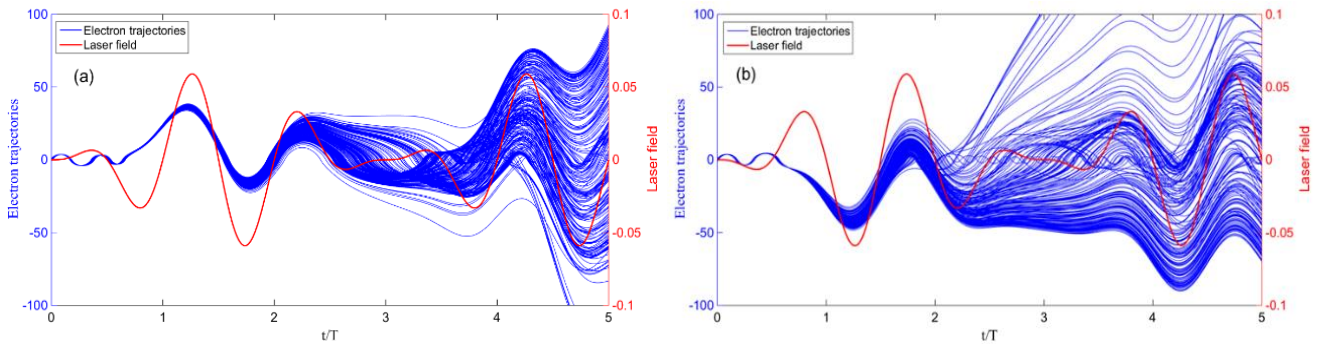 Electron trajectories
Laser field
(a)
100
50
0
-50
-100
Electron trajectories
0.1
0.05
0
-0.05
-0.1
Laser field
0 1 2 3 4 5
t/T
Electron trajectories
Laser field
(b)
100
50
0
-50
-100
Electron trajectories
0.1
0.05
0
-0.05
-0.1
Laser field
0 1 2 3 4 5
t/T